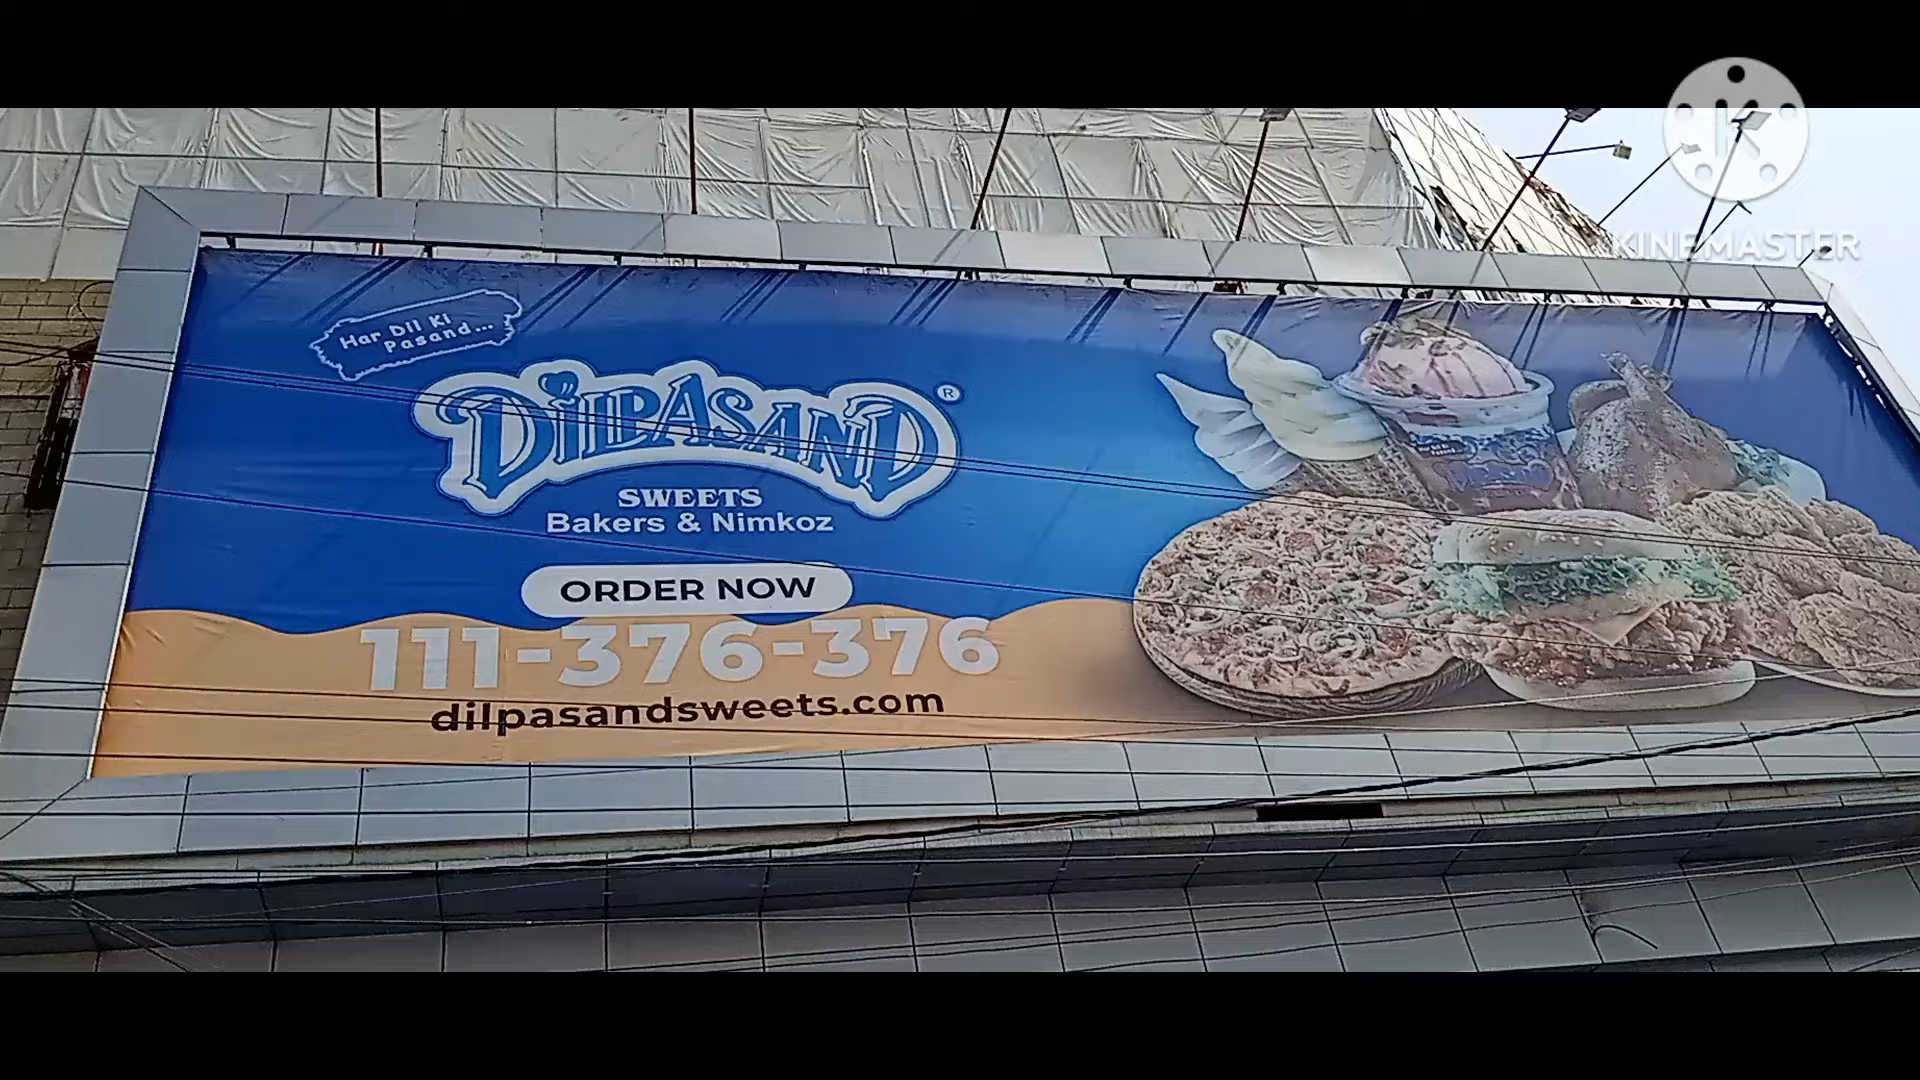 KINEMASTER
Har Dil Ki
Pasand...
DilPASAND®
SWEETS
Bakers & Nimkoz
ORDER NOW
111-376-376
dilpasandsweets.com